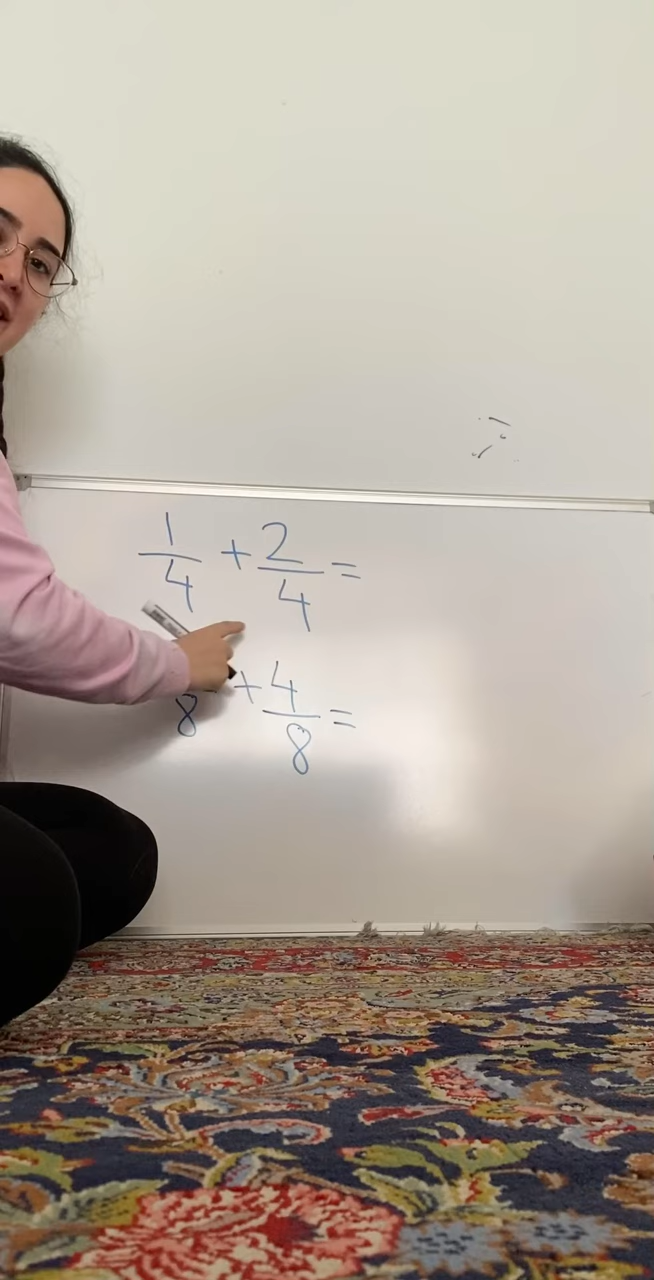 1/4 + 2/4 =
/8 + 4/8 =